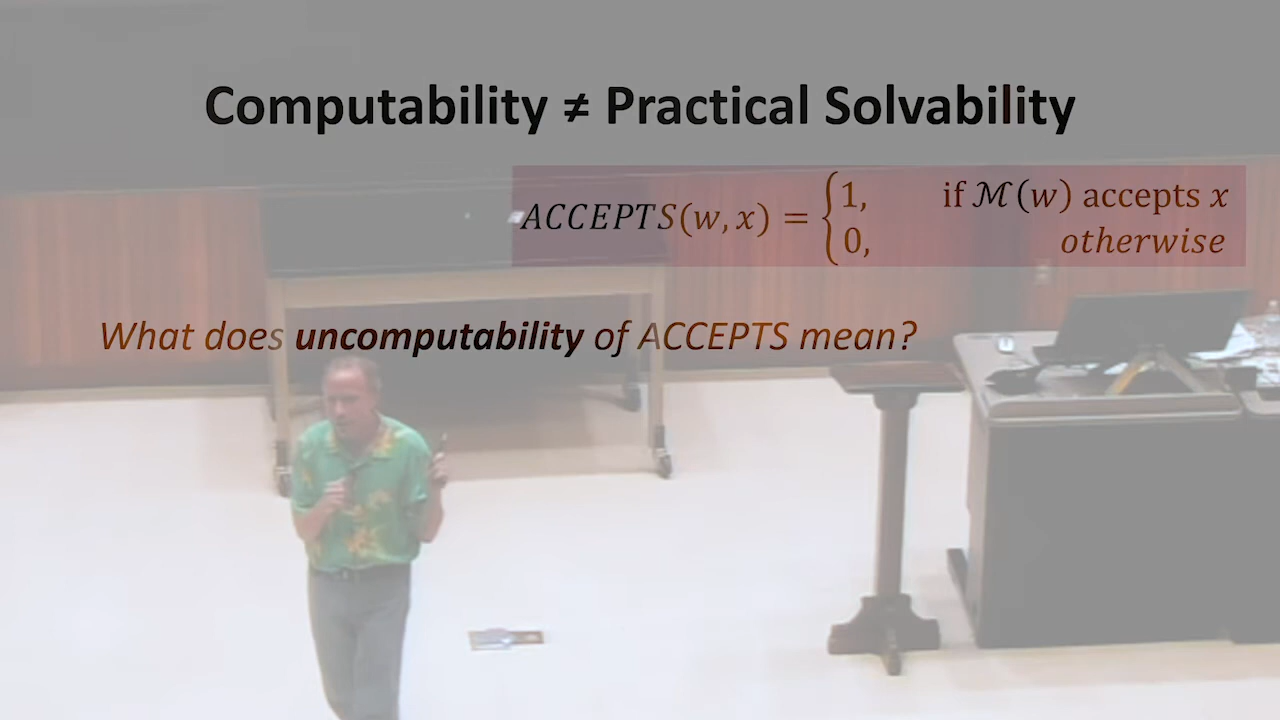 Computability ≠ Practical Solvability
ACCEPTS(w, x) = {1, if ℳ(w) accepts x
0, otherwise
What does uncomputability of ACCEPTS mean?